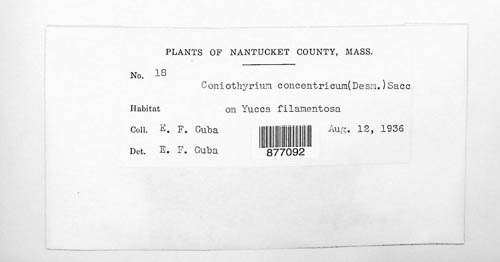 PLANTS OF NANTUCKET COUNTY, MASS.
No. 18
Coniothyrium concentricum(Desm.)Sacc
Habitat on Yucca filamentosa
Coll. E. F. Guba Aug. 12, 1936
Det. E. F. Guba
877092